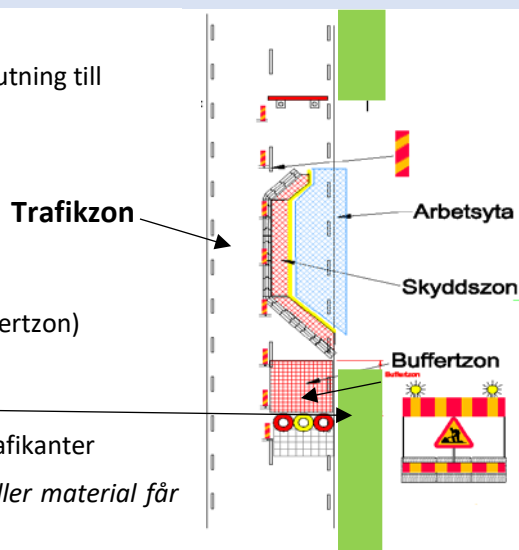 utning till
Trafikzon
Arbetsyta
Skyddszon
ertzon)
Buffertzon
Buffertzon
afikanter
ller material får